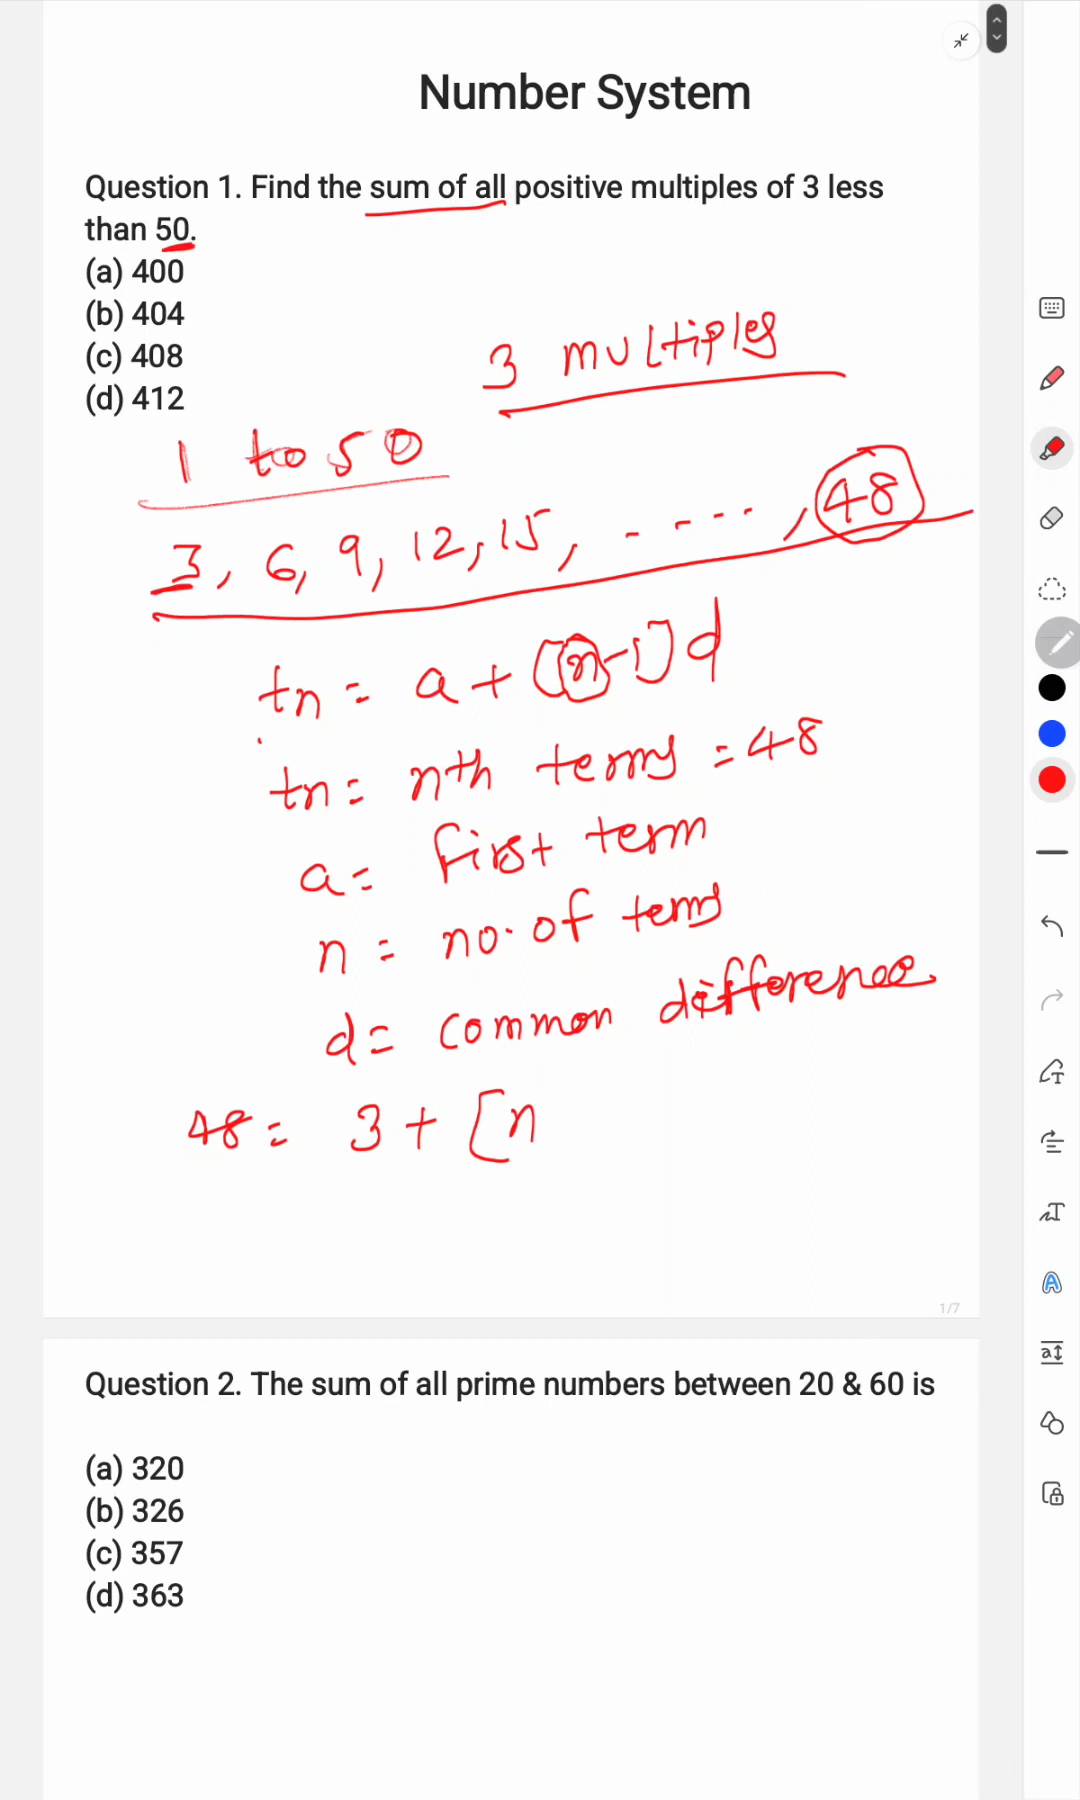 Number System
Question 1. Find the sum of all positive multiples of 3 less
than 50.
(a) 400
(b) 404
(c) 408
(d) 412
3 multiples
1 to 50
3, 6, 9, 12, 15, - - - - , 48
tn = a + [n-1] d
tn = nth terms = 48
a = first term
n = no. of terms
d = common difference
48 = 3 + [n
1/7
Question 2. The sum of all prime numbers between 20 & 60 is
(a) 320
(b) 326
(c) 357
(d) 363